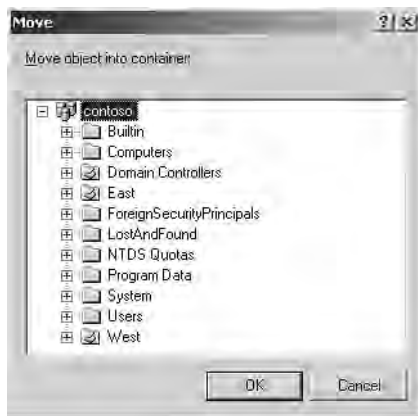 Move
Move object into container:
contoso
Builtin
Computers
Domain Controllers
East
ForeignSecurityPrincipals
LostAndFound
NTDS Quotas
Program Data
System
Users
West
OK
Cancel